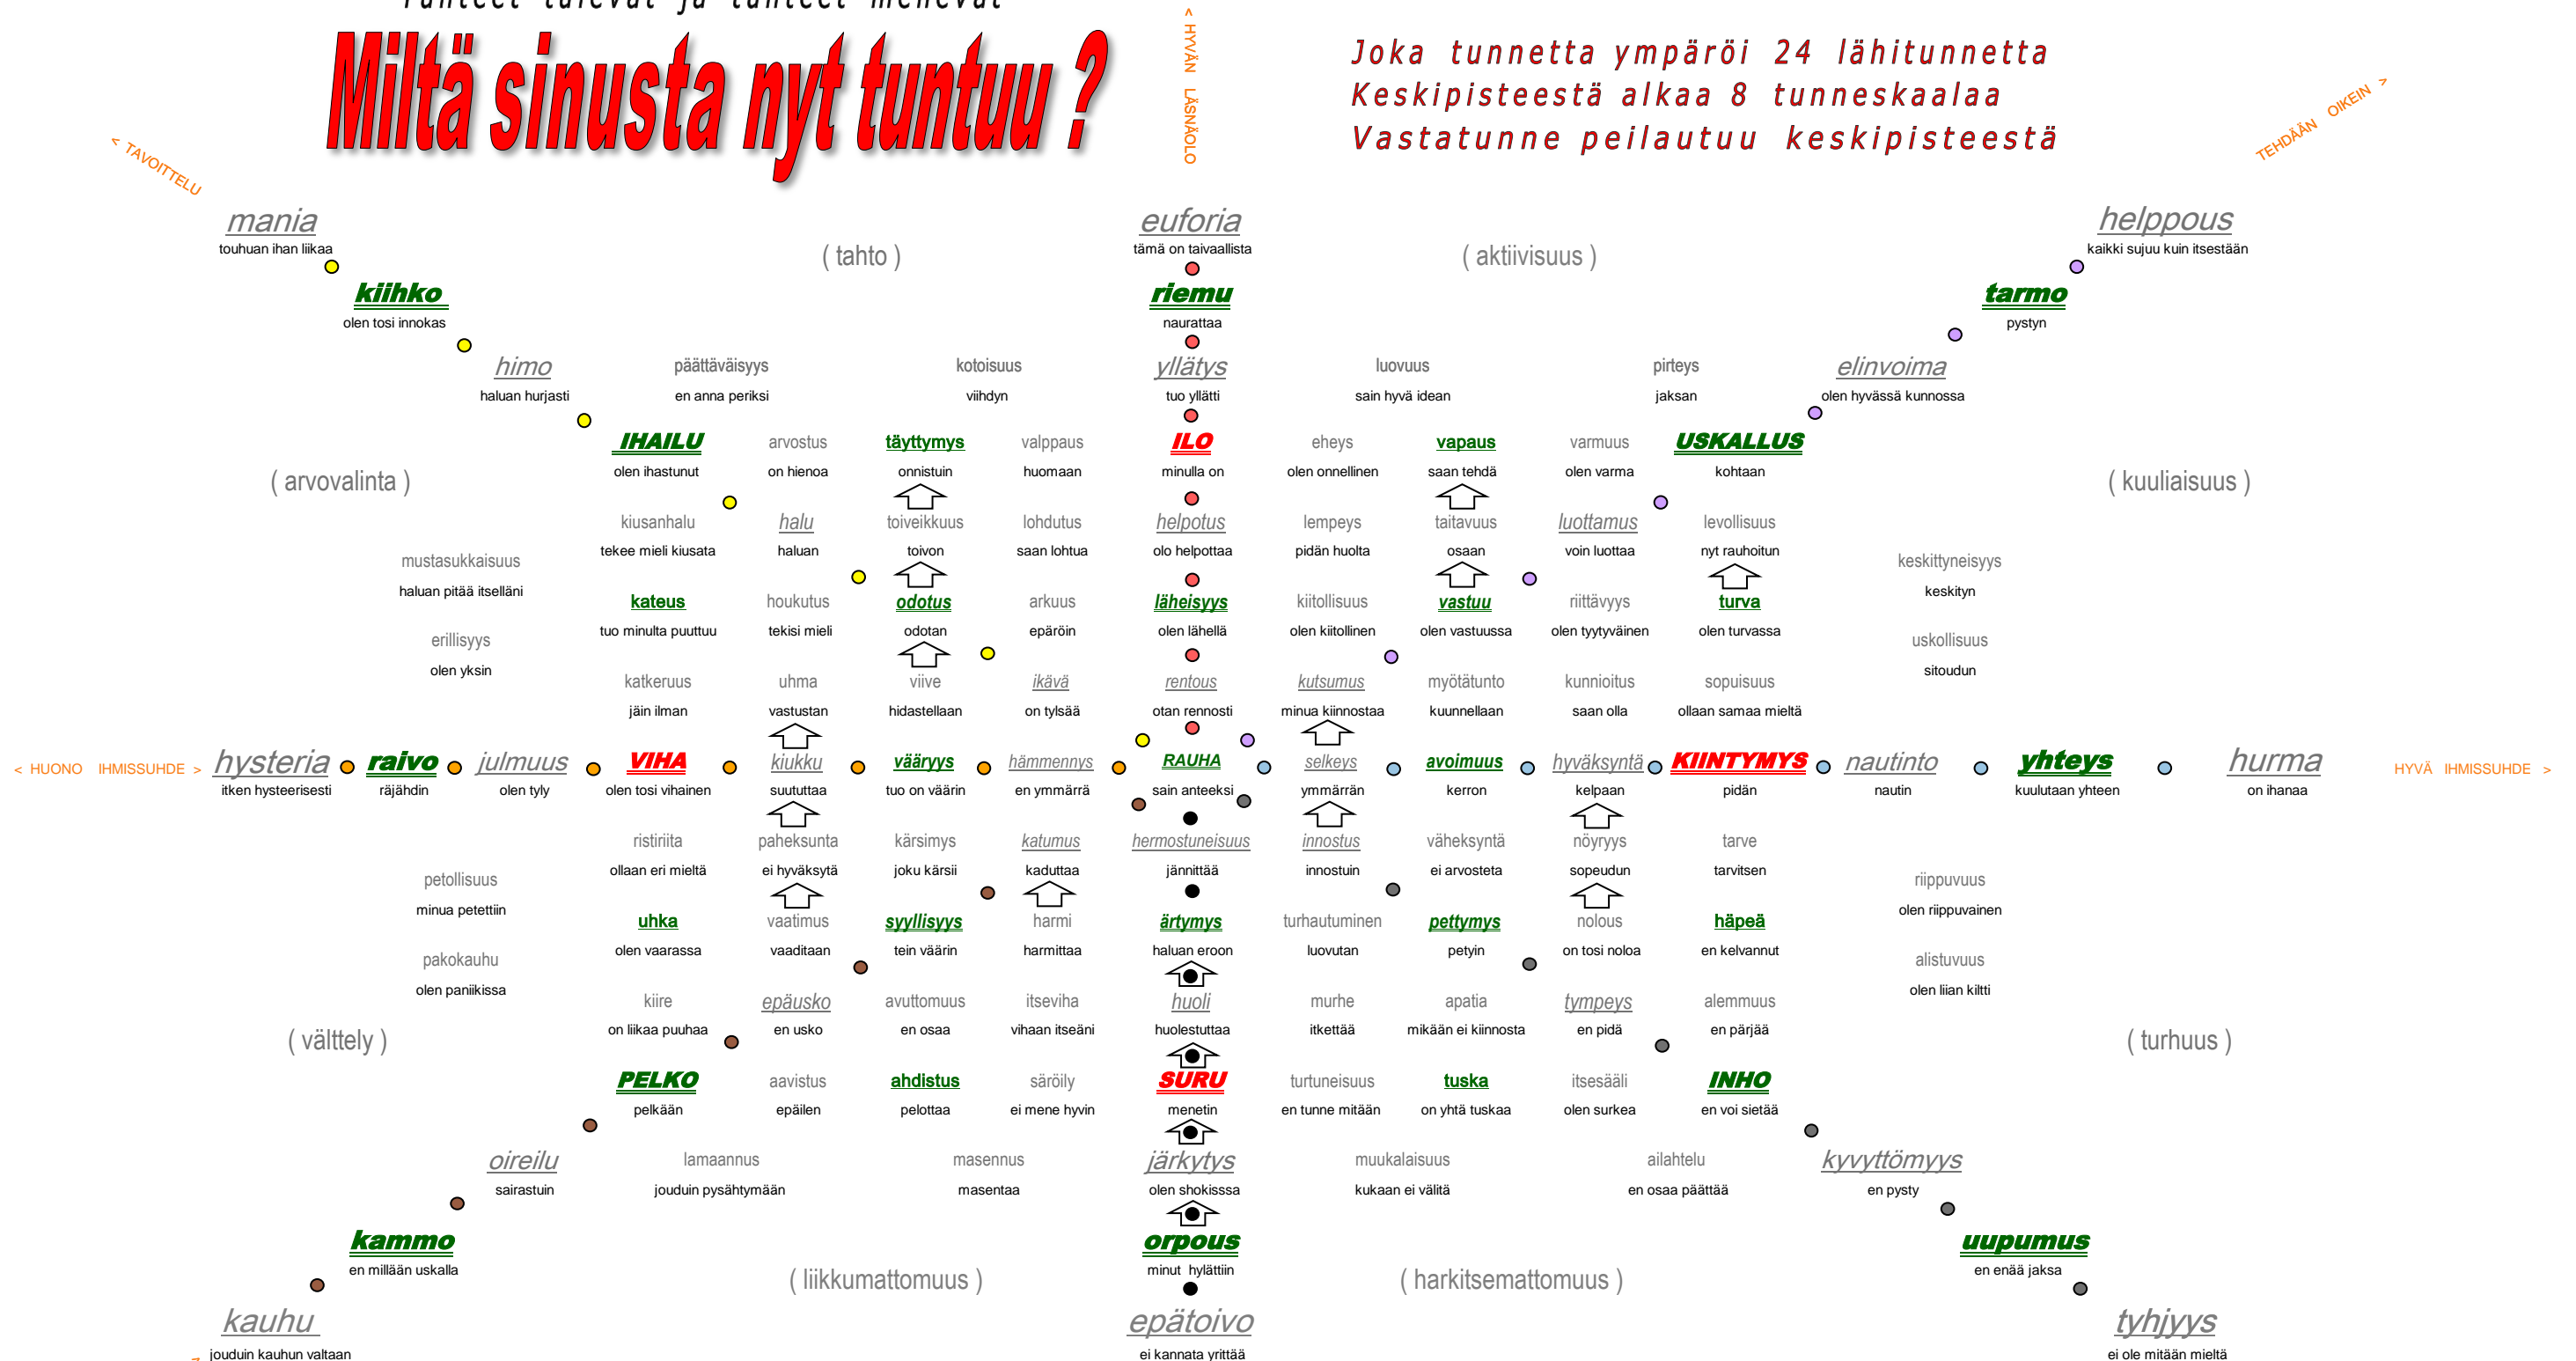 Tunteet tulevat ja tunteet menevät
Miltä sinusta nyt tuntuu ?
< HYVÄN LÄSNÄOLO
Joka tunnetta ympäröi 24 lähitunnetta
Keskipisteestä alkaa 8 tunneskaalaa
Vastatunne peilautuu keskipisteestä
< TAVOITTELU
TEHDÄÄN OIKEIN >
mania euforia helppous
touhuan ihan liikaa tämä on taivaallista kaikki sujuu kuin itsestään
( tahto ) ( aktiivisuus )
kiihko riemu tarmo
olen tosi innokas naurattaa pystyn
himo päättäväisyys kotoisuus yllätys luovuus pirteys elinvoima
haluan hurjasti en anna periksi viihdyn tuo yllätti sain hyvä idean jaksan olen hyvässä kunnossa
IHAILU arvostus täyttymys valppaus ILO eheys vapaus varmuus USKALLUS
olen ihastunut on hienoa onnistuin huomaan minulla on olen onnellinen saan tehdä olen varma kohtaan
( arvovalinta ) ( kuuliaisuus )
kiusanhalu halu toiveikkuus lohdutus helpotus lempeys taitavuus luottamus levollisuus
tekee mieli kiusata haluan toivon saan lohtua olo helpottaa pidän huolta osaan voin luottaa nyt rauhoitun
mustasukkaisuus keskittyneisyys
haluan pitää itselläni keskityn
kateus houkutus odotus arkuus läheisyys kiitollisuus vastuu riittävyys turva
tuo minulta puuttuu tekisi mieli odotan epäröin olen lähellä olen kiitollinen olen vastuussa olen tyytyväinen olen turvassa
erillisyys uskollisuus
olen yksin sitoudun
katkeruus uhma viive ikävä rentous kutsumus myötätunto kunnioitus sopuisuus
jäin ilman vastustan hidastellaan on tylsää otan rennosti minua kiinnostaa kuunnellaan saan olla ollaan samaa mieltä
< HUONO IHMISSUHDE > hysteria raivo julmuus VIHA kiukku vääryys hämmennys RAUHA selkeys avoimuus hyväksyntä KIINTYMYS nautinto yhteys hurma HYVÄ IHMISSUHDE >
itken hysteerisesti räjähdin olen tyly olen tosi vihainen suututtaa tuo on väärin en ymmärrä sain anteeksi ymmärrän kerron kelpaan pidän nautin kuulutaan yhteen on ihanaa
ristiriita paheksunta kärsimys katumus hermostuneisuus innostus väheksyntä nöyryys tarve
ollaan eri mieltä ei hyväksytä joku kärsii kaduttaa jännittää innostuin ei arvosteta sopeudun tarvitsen
petollisuus riippuvuus
minua petettiin olen riippuvainen
uhka vaatimus syyllisyys harmi ärtymys turhautuminen pettymys nolous häpeä
olen vaarassa vaaditaan tein väärin harmittaa haluan eroon luovutan petyin on tosi noloa en kelvannut
pakokauhu alistuvuus
olen paniikissa olen liian kiltti
kiire epäusko avuttomuus itseviha huoli murhe apatia tympeys alemmuus
on liikaa puuhaa en usko en osaa vihaan itseäni huolestuttaa itkettää mikään ei kiinnosta en pidä en pärjää
( välttely ) ( turhuus )
PELKO aavistus ahdistus säröily SURU turtuneisuus tuska itsesääli INHO
pelkään epäilen pelottaa ei mene hyvin menetin en tunne mitään on yhtä tuskaa olen surkea en voi sietää
oireilu lamaannus masennus järkytys muukalaisuus ailahtelu kyvyttömyys
sairastuin jouduin pysähtymään masentaa olen shokisssa kukaan ei välitä en osaa päättää en pysty
kammo orpous uupumus
en millään uskalla minut hylättiin en enää jaksa
( liikkumattomuus ) ( harkitsemattomuus )
kauhu epätoivo tyhjyys
jouduin kauhun valtaan ei kannata yrittää ei ole mitään mieltä